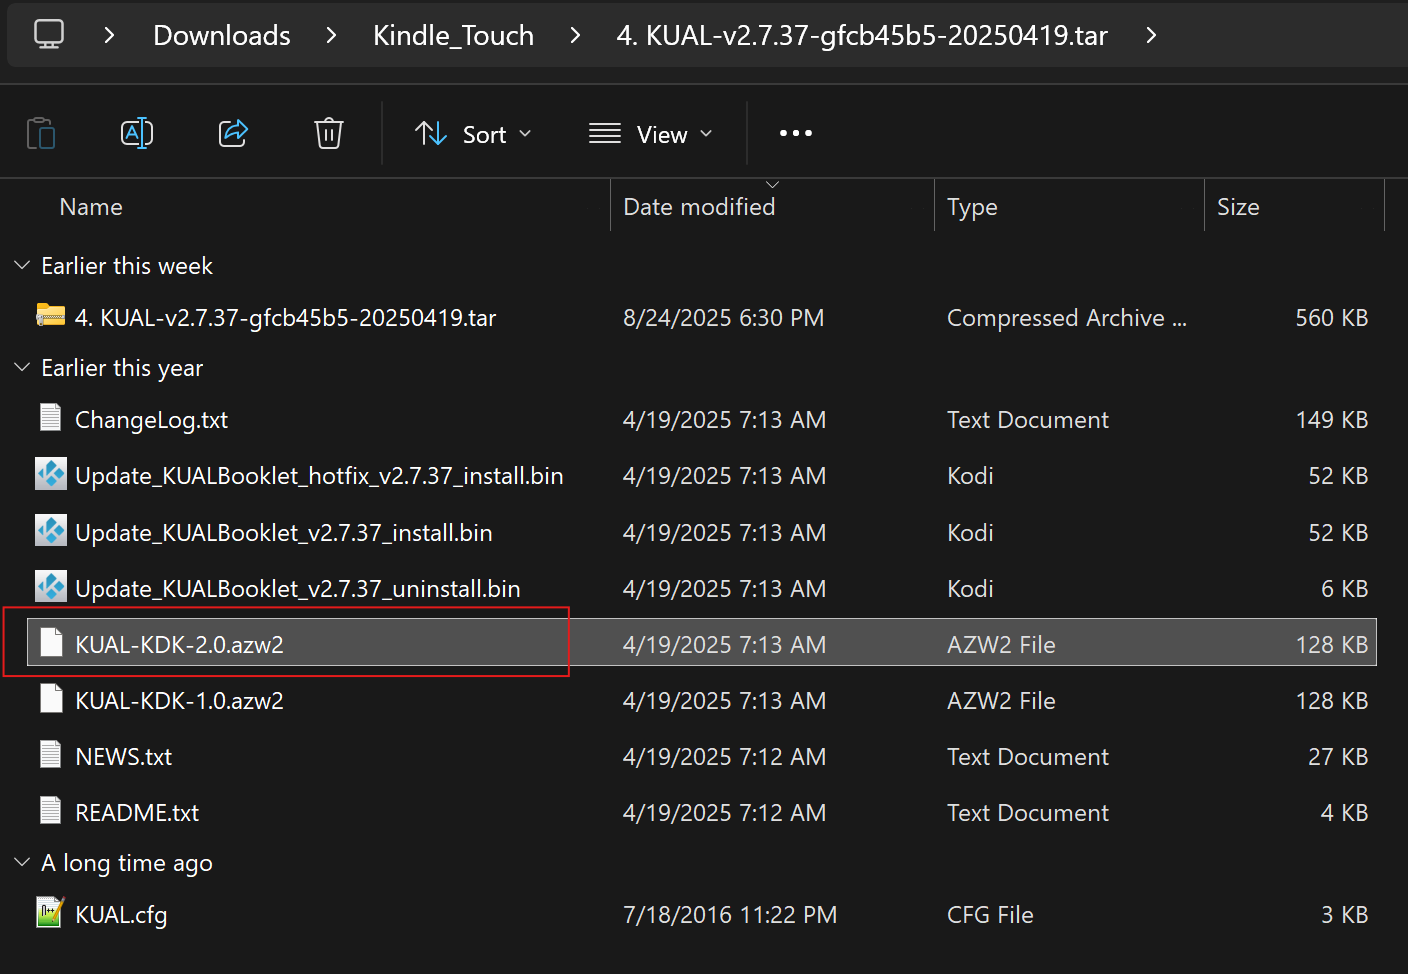 Downloads > Kindle_Touch > 4. KUAL-v2.7.37-gfcb45b5-20250419.tar >
Sort View •••
Name Date modified Type Size
Earlier this week
4. KUAL-v2.7.37-gfcb45b5-20250419.tar 8/24/2025 6:30 PM Compressed Archive ... 560 KB
Earlier this year
ChangeLog.txt 4/19/2025 7:13 AM Text Document 149 KB
Update_KUALBooklet_hotfix_v2.7.37_install.bin 4/19/2025 7:13 AM Kodi 52 KB
Update_KUALBooklet_v2.7.37_install.bin 4/19/2025 7:13 AM Kodi 52 KB
Update_KUALBooklet_v2.7.37_uninstall.bin 4/19/2025 7:13 AM Kodi 6 KB
KUAL-KDK-2.0.azw2 4/19/2025 7:13 AM AZW2 File 128 KB
KUAL-KDK-1.0.azw2 4/19/2025 7:13 AM AZW2 File 128 KB
NEWS.txt 4/19/2025 7:12 AM Text Document 27 KB
README.txt 4/19/2025 7:12 AM Text Document 4 KB
A long time ago
KUAL.cfg 7/18/2016 11:22 PM CFG File 3 KB